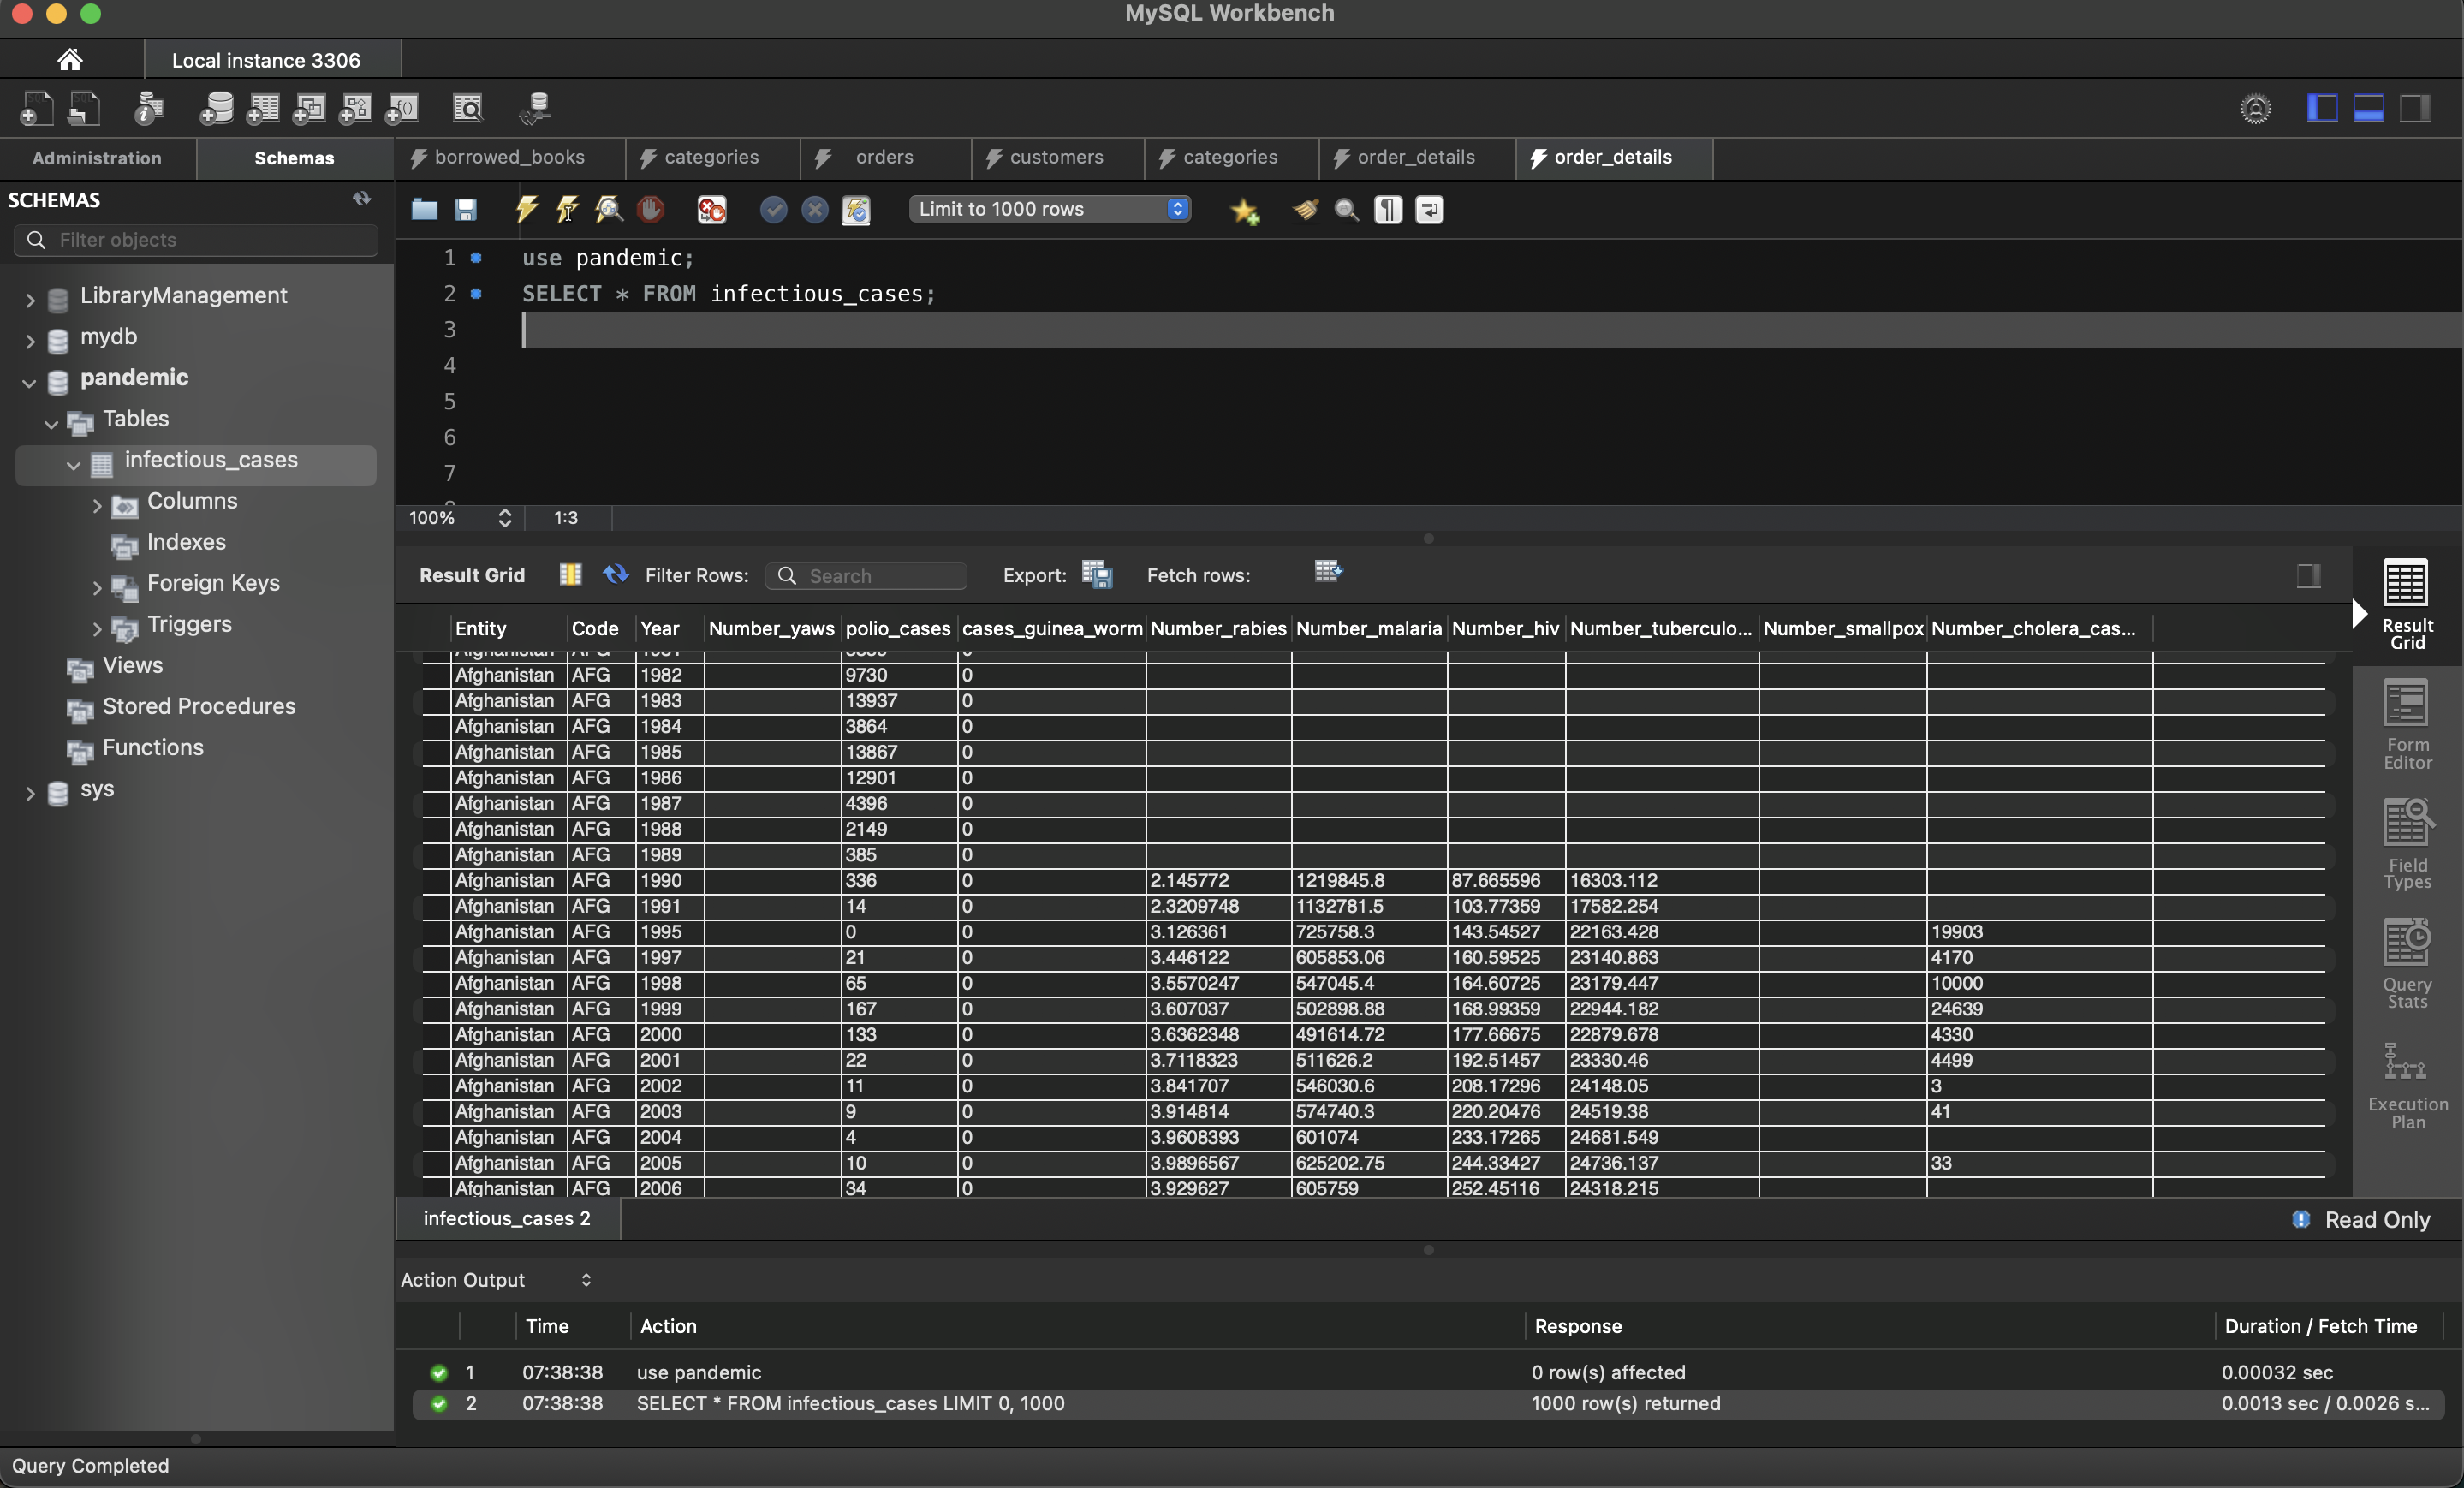 MySQL Workbench
Local instance 3306
Administration
Schemas
borrowed_books
categories
orders
customers
categories
order_details
order_details
SCHEMAS
Filter objects
LibraryManagement
mydb
pandemic
Tables
infectious_cases
Columns
Indexes
Foreign Keys
Triggers
Views
Stored Procedures
Functions
sys
Limit to 1000 rows
1 use pandemic;
2 SELECT * FROM infectious_cases;
3
4
5
6
7
100% 1:3
Result Grid Filter Rows: Search Export: Fetch rows:
Entity Code Year Number_yaws polio_cases cases_guinea_worm Number_rabies Number_malaria Number_hiv Number_tuberculo... Number_smallpox Number_cholera_cas...
Afghanistan AFG 1982 9730 0
Afghanistan AFG 1983 13937 0
Afghanistan AFG 1984 3864 0
Afghanistan AFG 1985 13867 0
Afghanistan AFG 1986 12901 0
Afghanistan AFG 1987 4396 0
Afghanistan AFG 1988 2149 0
Afghanistan AFG 1989 385 0
Afghanistan AFG 1990 336 0 2.145772 1219845.8 87.665596 16303.112
Afghanistan AFG 1991 14 0 2.3209748 1132781.5 103.77359 17582.254
Afghanistan AFG 1995 0 0 3.126361 725758.3 143.54527 22163.428 19903
Afghanistan AFG 1997 21 0 3.446122 605853.06 160.59525 23140.863 4170
Afghanistan AFG 1998 65 0 3.5570247 547045.4 164.60725 23179.447 10000
Afghanistan AFG 1999 167 0 3.607037 502898.88 168.99359 22944.182 24639
Afghanistan AFG 2000 133 0 3.6362348 491614.72 177.66675 22879.678 4330
Afghanistan AFG 2001 22 0 3.7118323 511626.2 192.51457 23330.46 4499
Afghanistan AFG 2002 11 0 3.841707 546030.6 208.17296 24148.05 3
Afghanistan AFG 2003 9 0 3.914814 574740.3 220.20476 24519.38 41
Afghanistan AFG 2004 4 0 3.9608393 601074 233.17265 24681.549
Afghanistan AFG 2005 10 0 3.9896567 625202.75 244.33427 24736.137 33
Afghanistan AFG 2006 34 0 3.929627 605759 252.45116 24318.215
Result
Grid
Form
Editor
Field
Types
Query
Stats
Execution
Plan
infectious_cases 2
Read Only
Action Output
Time Action Response Duration / Fetch Time
1 07:38:38 use pandemic 0 row(s) affected 0.00032 sec
2 07:38:38 SELECT * FROM infectious_cases LIMIT 0, 1000 1000 row(s) returned 0.0013 sec / 0.0026 s...
Query Completed